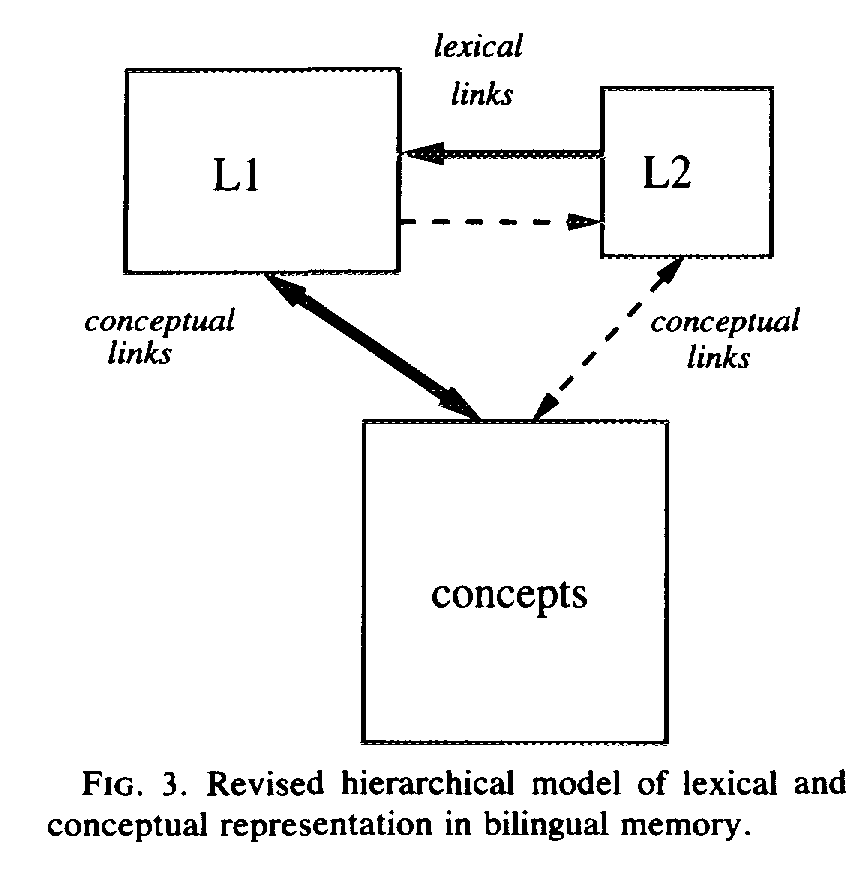 lexical
links
L1
L2
conceptual
links
conceptual
links
concepts
FIG. 3. Revised hierarchical model of lexical and
conceptual representation in bilingual memory.